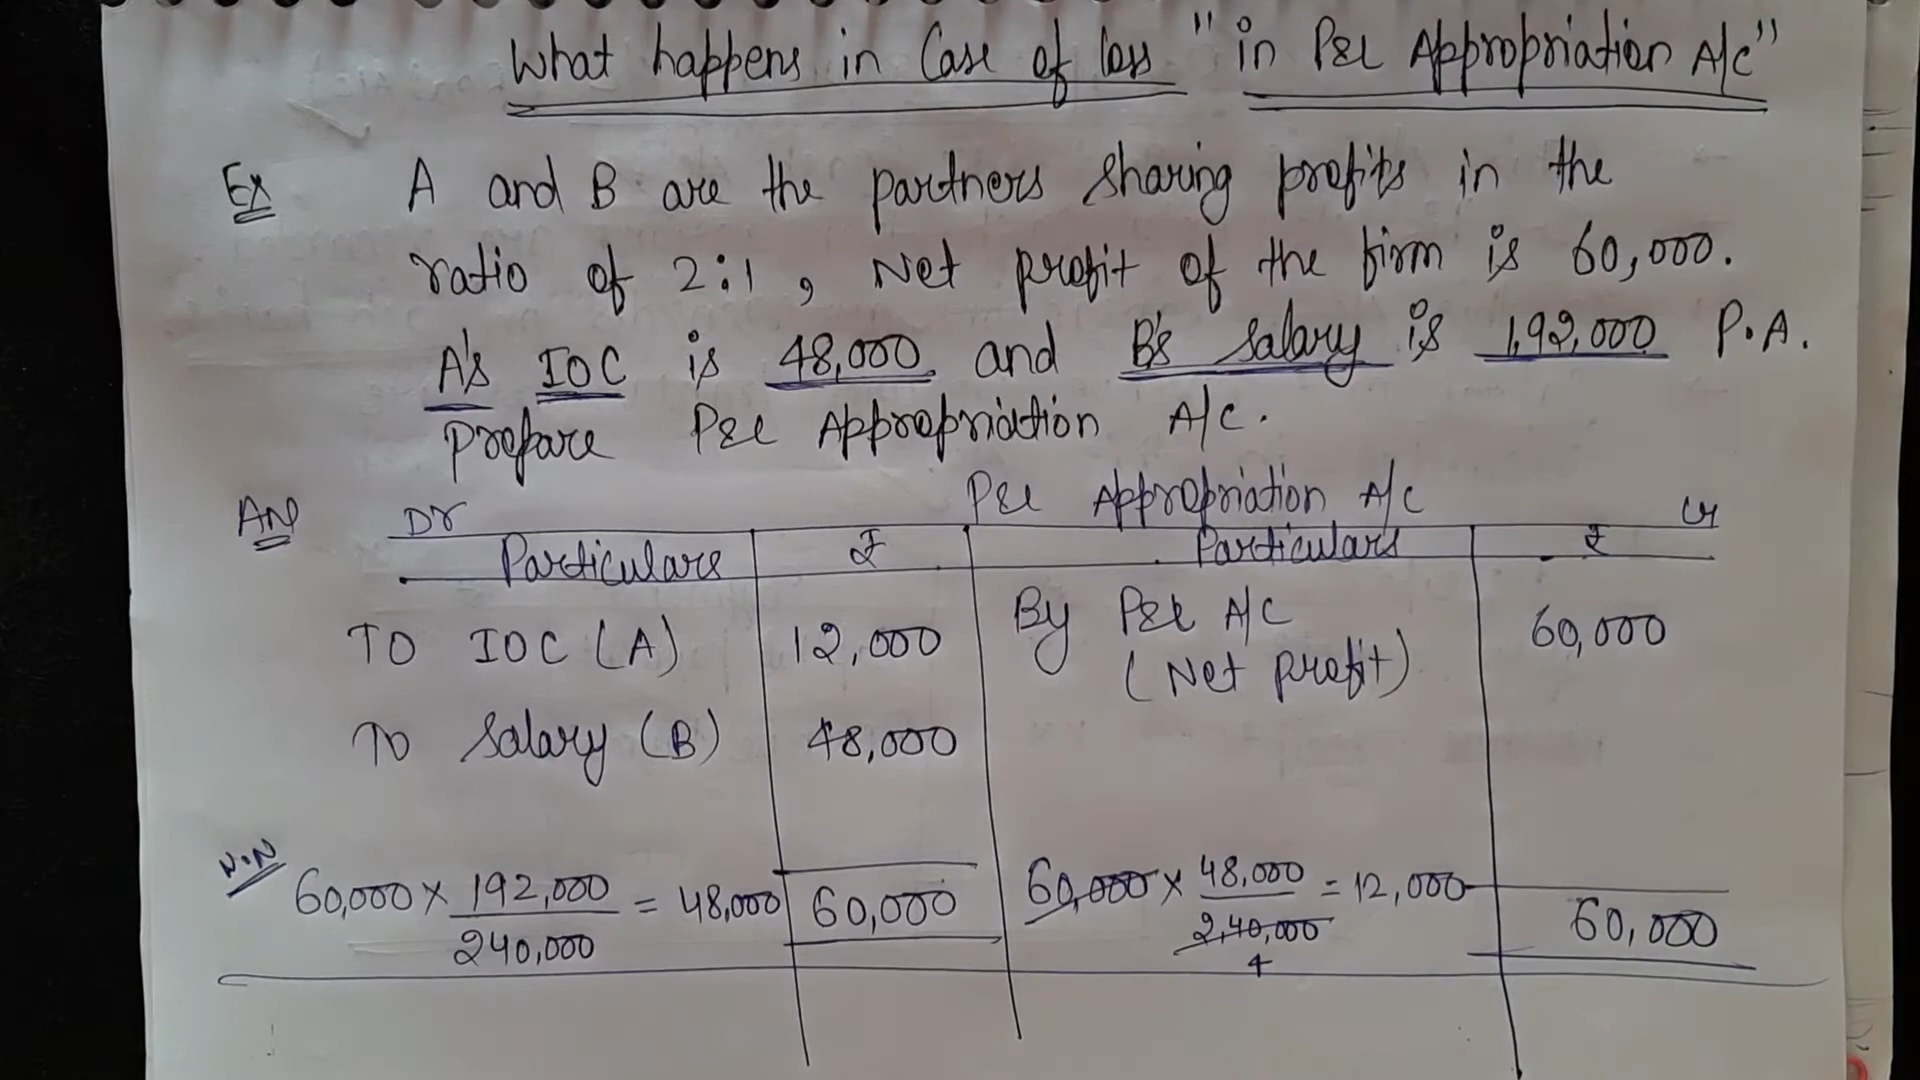 What happens in Case of loss "in P&L Appropriation A/c"
Ex A and B are the partners sharing profits in the
ratio of 2:1, Net profit of the firm is 60,000.
A's IOC is 48,000 and B's salary is 1,92,000 P.A.
prepare P&L Appropriation A/C.
P&L Appropriation A/C
Ans Dr Cr
Particulars ₹ Particulars ₹
TO IOC (A) 12,000 By P&L A/C 60,000
(Net profit)
To Salary (B) 48,000
W.N 60,000 × 192,000 / 240,000 = 48,000 60,000 60,000 × 48,000 / 2,40,000 = 12,000 60,000
4